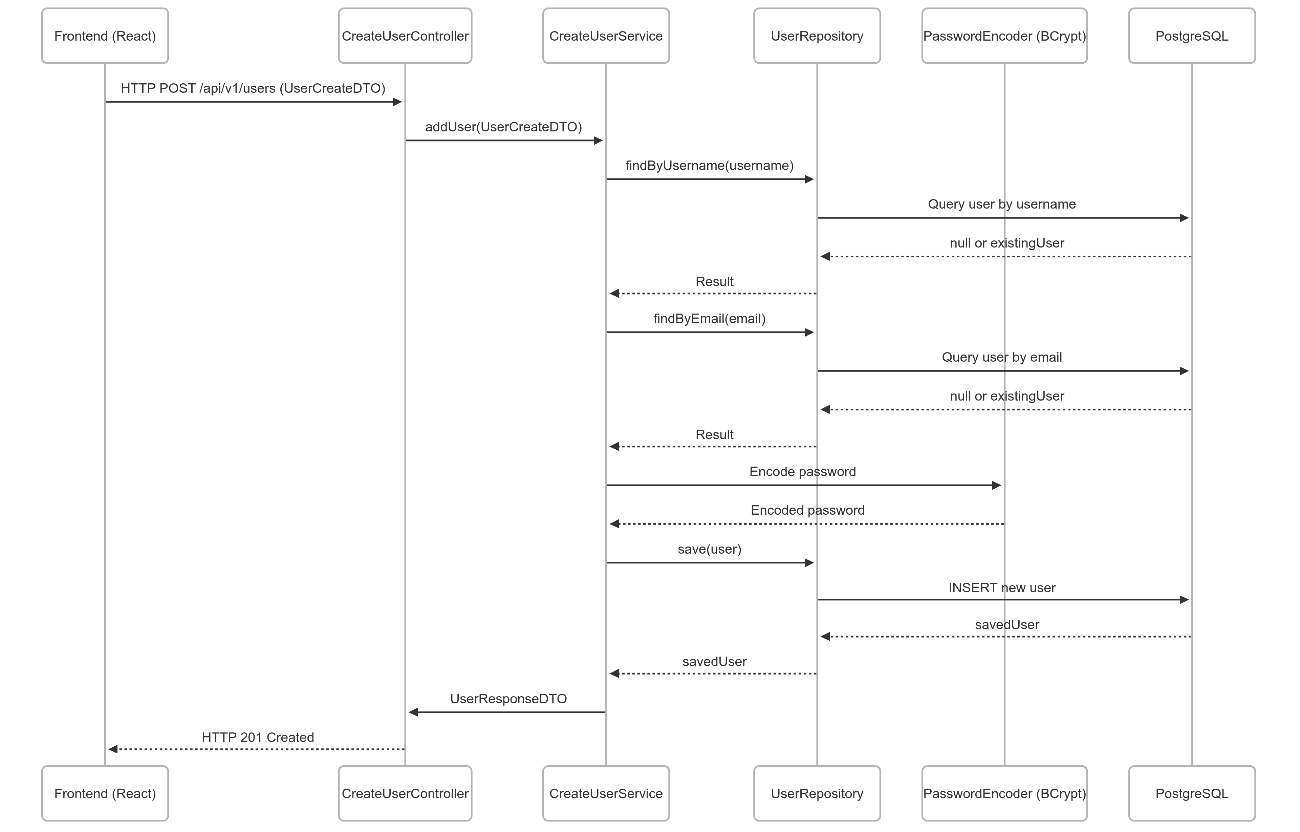 Frontend (React)
CreateUserController
CreateUserService
UserRepository
PasswordEncoder (BCrypt)
PostgreSQL
HTTP POST /api/v1/users (UserCreateDTO)
addUser(UserCreateDTO)
findByUsername(username)
Query user by username
null or existingUser
Result
findByEmail(email)
Query user by email
null or existingUser
Result
Encode password
Encoded password
save(user)
INSERT new user
savedUser
savedUser
UserResponseDTO
HTTP 201 Created
Frontend (React)
CreateUserController
CreateUserService
UserRepository
PasswordEncoder (BCrypt)
PostgreSQL